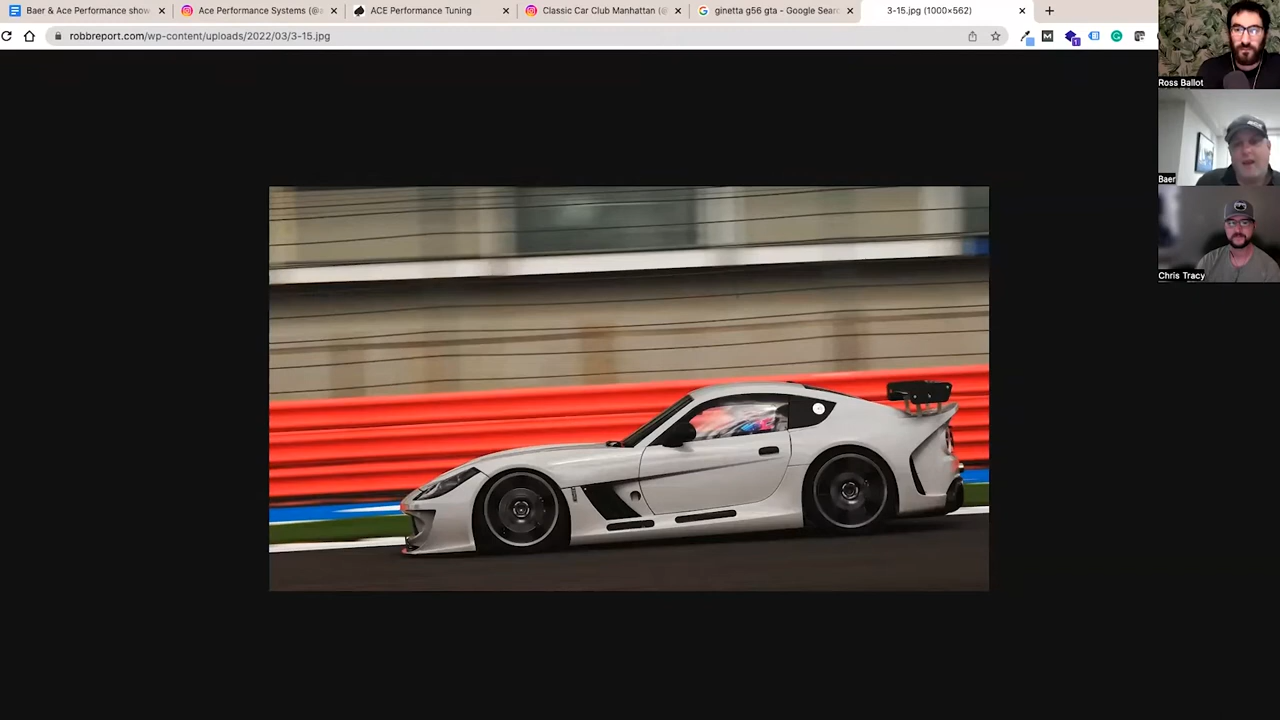 Baer & Ace Performance show
Ace Performance Systems (@a
ACE Performance Tuning
Classic Car Club Manhattan (@
ginetta g56 gta - Google Sear
3-15.jpg (1000×562)
robbreport.com/wp-content/uploads/2022/03/3-15.jpg
Ross Ballot
Baer
Chris Tracy